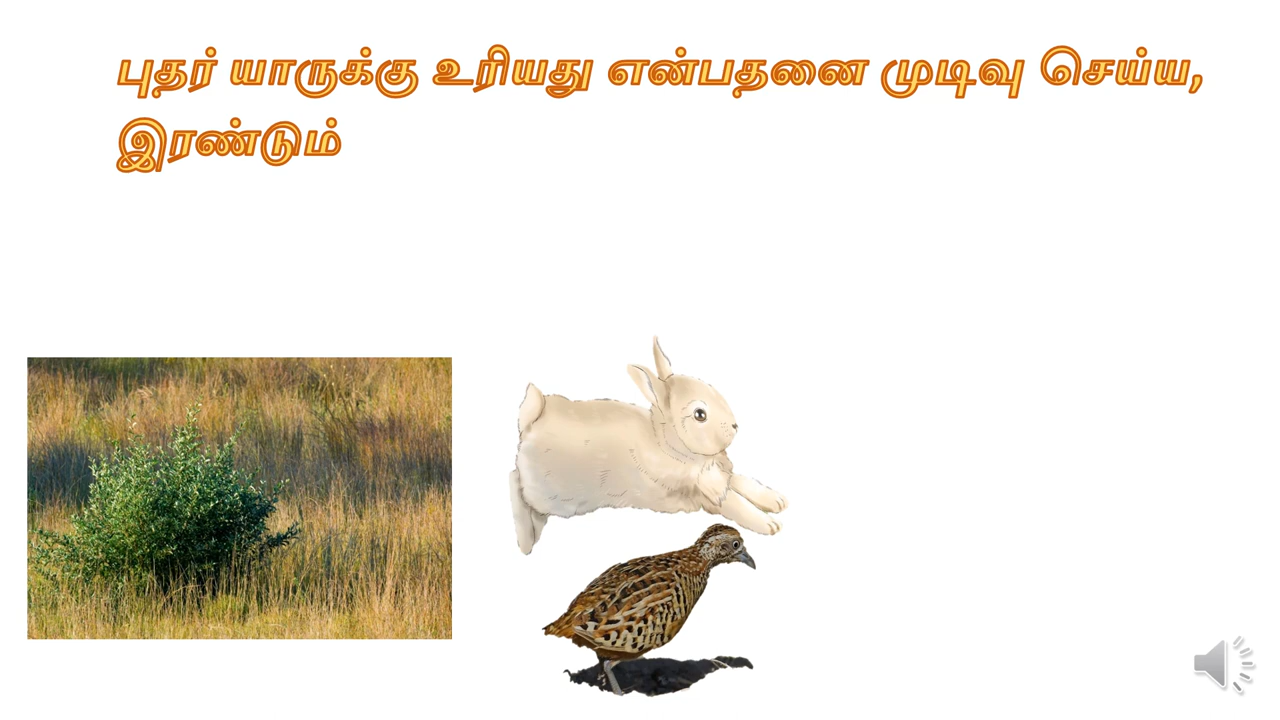 புதர் யாருக்கு உரியது என்பதனை முடிவு செய்ய,
இரண்டும்